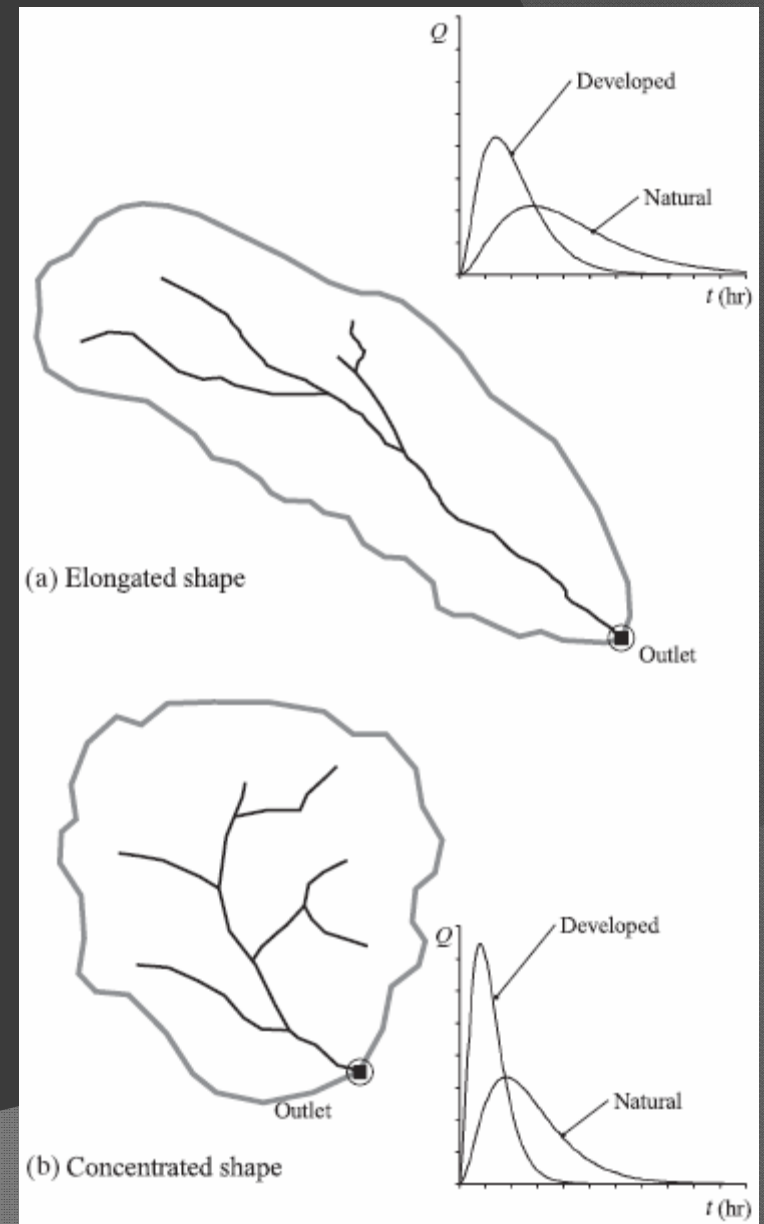 Q
Developed
Natural
t (hr)
(a) Elongated shape
Outlet
Q
Developed
Natural
Outlet
(b) Concentrated shape
t (hr)